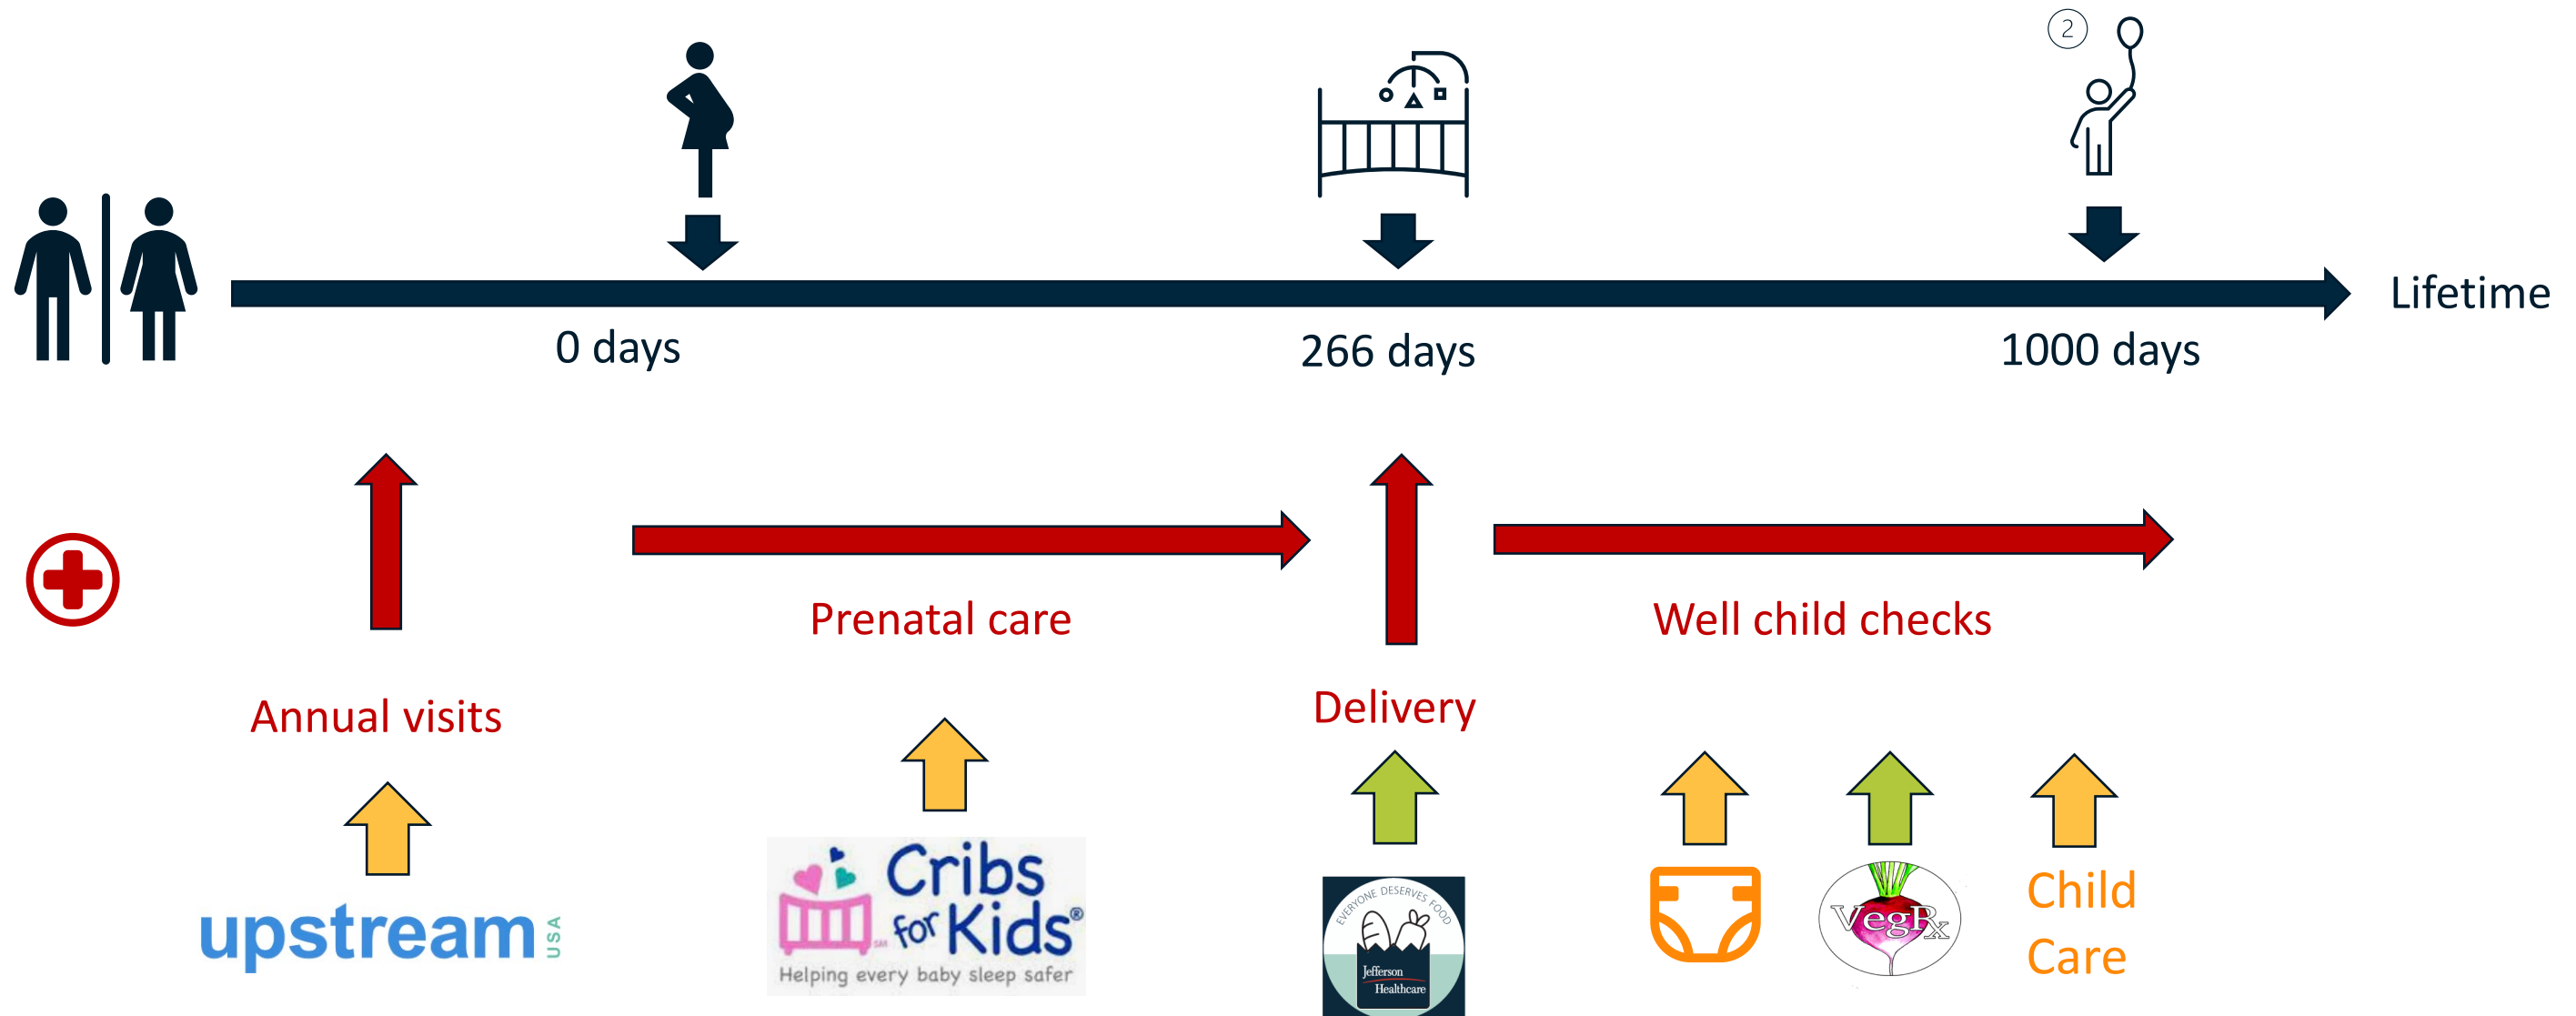 2
Lifetime
0 days
266 days
1000 days
Prenatal care
Well child checks
Annual visits
Delivery
upstream
USA
Cribs
for Kids®
SM
Helping every baby sleep safer
EVERYONE DESERVES FOOD
Jefferson
Healthcare
VegRx
Child
Care